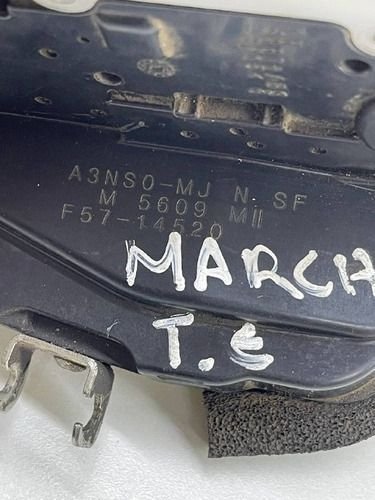 A3NS0-MJ N. SF
M 5609 MII
F57-14520
MARCH
T.E